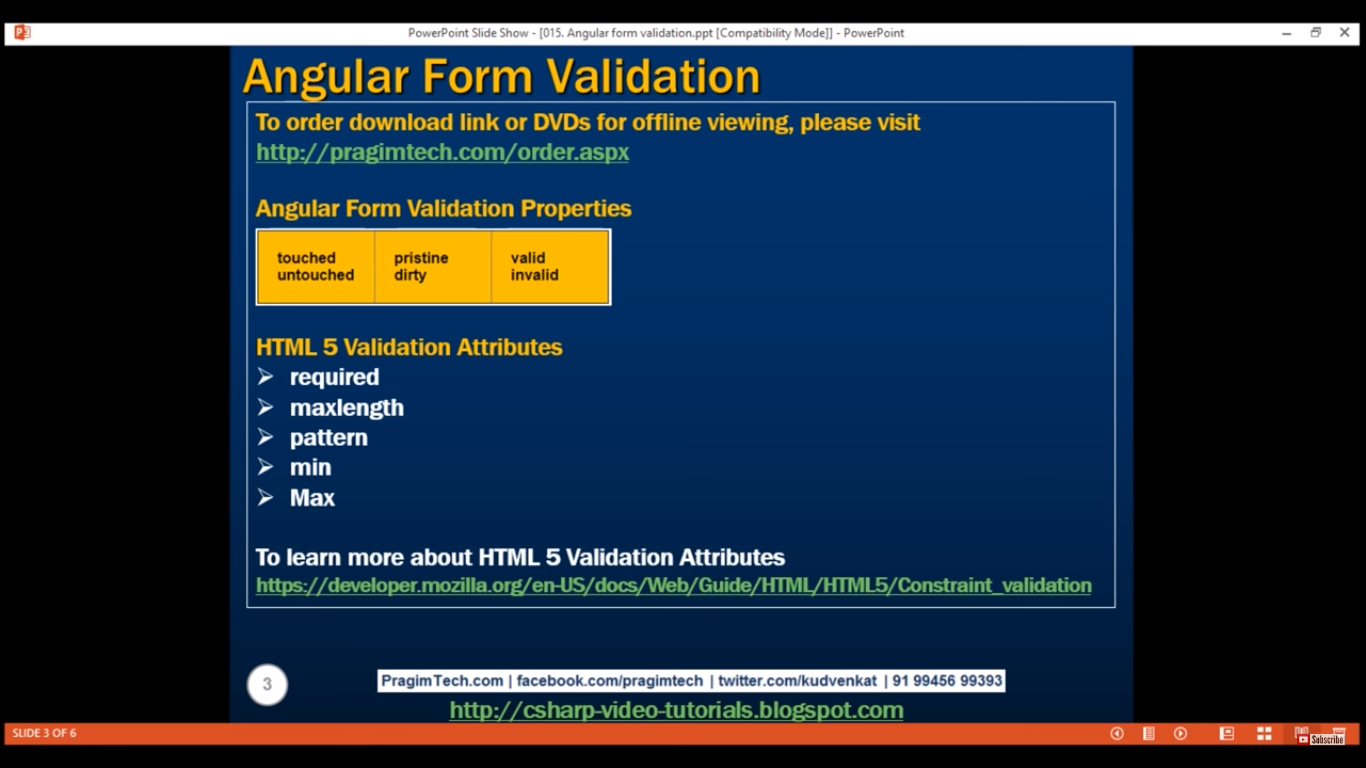 PowerPoint Slide Show - [015. Angular form validation.ppt [Compatibility Mode]] - PowerPoint
Angular Form Validation
To order download link or DVDs for offline viewing, please visit
http://pragimtech.com/order.aspx
Angular Form Validation Properties
touched pristine valid
untouched dirty invalid
HTML 5 Validation Attributes
required
maxlength
pattern
min
Max
To learn more about HTML 5 Validation Attributes
https://developer.mozilla.org/en-US/docs/Web/Guide/HTML/HTML5/Constraint_validation
3
PragimTech.com | facebook.com/pragimtech | twitter.com/kudvenkat | 91 99456 99393
http://csharp-video-tutorials.blogspot.com
SLIDE 3 OF 6
Subscribe